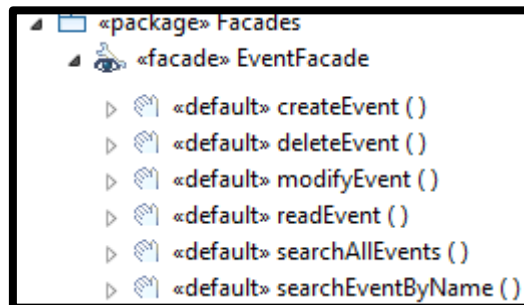 «package» Facades
«facade» EventFacade
«default» createEvent ( )
«default» deleteEvent ( )
«default» modifyEvent ( )
«default» readEvent ( )
«default» searchAllEvents ( )
«default» searchEventByName ( )